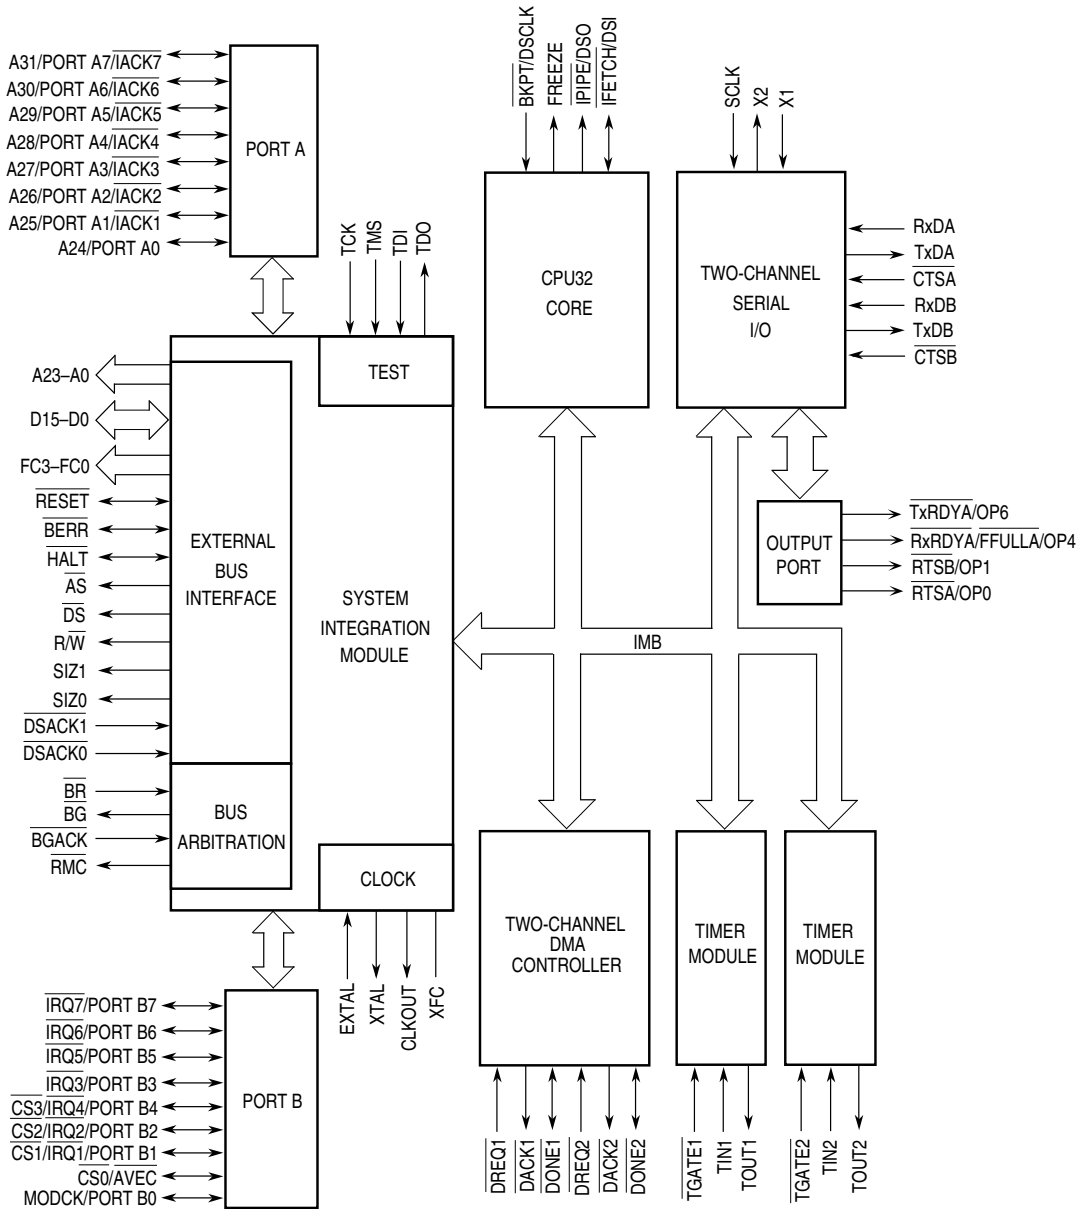 A31/PORT A7/IACK7
A30/PORT A6/IACK6
A29/PORT A5/IACK5
A28/PORT A4/IACK4
A27/PORT A3/IACK3
A26/PORT A2/IACK2
A25/PORT A1/IACK1
A24/PORT A0
PORT A
TCK
TMS
TDI
TDO
BKPT/DSCLK
FREEZE
IPIPE/DSO
IFETCH/DSI
SCLK
X2
X1
CPU32
CORE
TWO-CHANNEL
SERIAL
I/O
RxDA
TxDA
CTSA
RxDB
TxDB
CTSB
TEST
A23–A0
D15–D0
FC3–FC0
RESET
BERR
HALT
AS
DS
R/W
SIZ1
SIZ0
DSACK1
DSACK0
BR
BG
BGACK
RMC
EXTERNAL
BUS
INTERFACE
SYSTEM
INTEGRATION
MODULE
BUS
ARBITRATION
CLOCK
OUTPUT
PORT
TxRDYA/OP6
RxRDYA/FFULLA/OP4
RTSB/OP1
RTSA/OP0
IMB
EXTAL
XTAL
CLKOUT
XFC
TWO-CHANNEL
DMA
CONTROLLER
TIMER
MODULE
TIMER
MODULE
IRQ7/PORT B7
IRQ6/PORT B6
IRQ5/PORT B5
IRQ3/PORT B3
CS3/IRQ4/PORT B4
CS2/IRQ2/PORT B2
CS1/IRQ1/PORT B1
CS0/AVEC
MODCK/PORT B0
PORT B
DREQ1
DACK1
DONE1
DREQ2
DACK2
DONE2
TGATE1
TIN1
TOUT1
TGATE2
TIN2
TOUT2